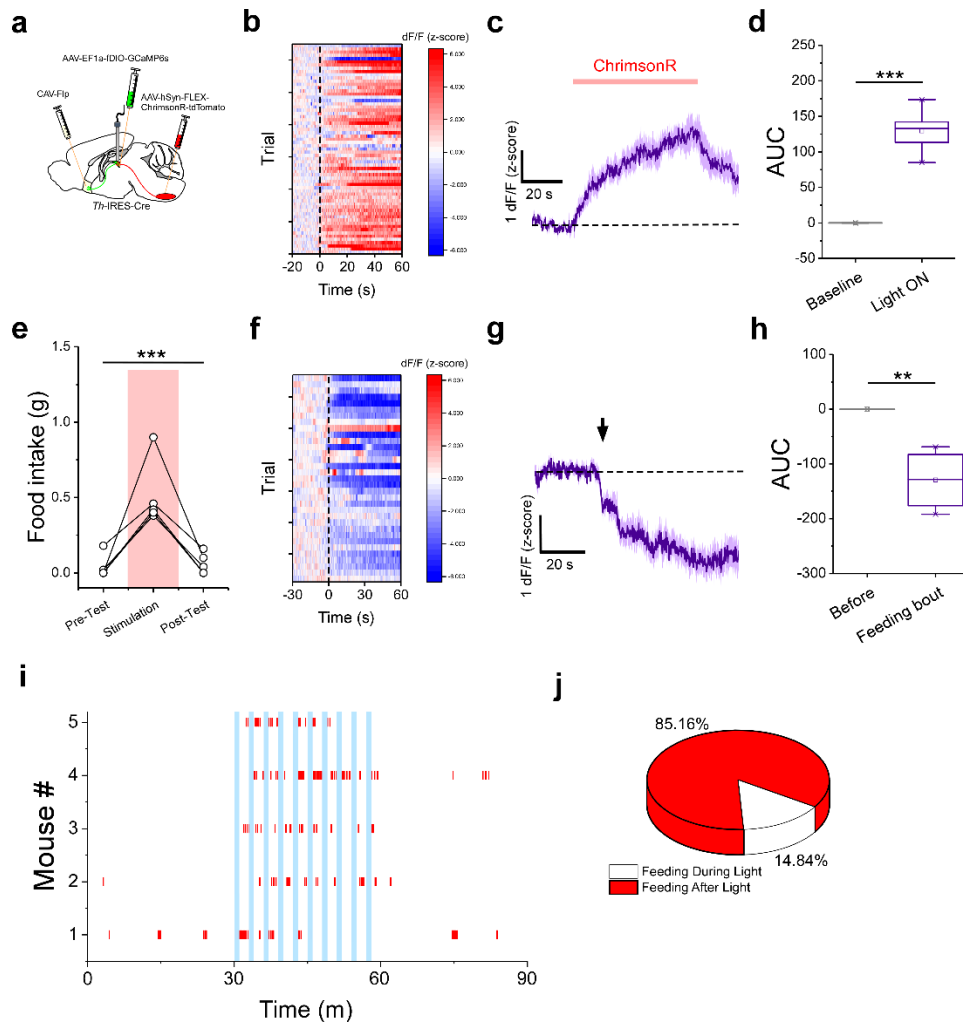 a
AAV-EF1a-fDIO-GCaMP6s
CAV-Flp
AAV-hSyn-FLEX-
ChrimsonR-tdTomato
Th-IRES-Cre
b
dF/F (z-score)
6.000
4.000
2.000
0.000
-2.000
-4.000
-6.000
Trial
-20 0 20 40 60
Time (s)
c
ChrimsonR
1 dF/F (z-score)
20 s
d
***
AUC
250
200
150
100
50
0
-50
Baseline
Light ON
e
***
Food intake (g)
1.5
1.0
0.5
0.0
Pre-Test
Stimulation
Post-Test
f
dF/F (z-score)
6.000
4.000
2.000
0.000
-2.000
-4.000
-6.000
Trial
-30 0 30 60
Time (s)
g
1 dF/F (z-score)
20 s
h
**
AUC
100
0
-100
-200
-300
Before
Feeding bout
i
Mouse #
5
4
3
2
1
0 30 60 90
Time (m)
j
85.16%
14.84%
Feeding During Light
Feeding After Light